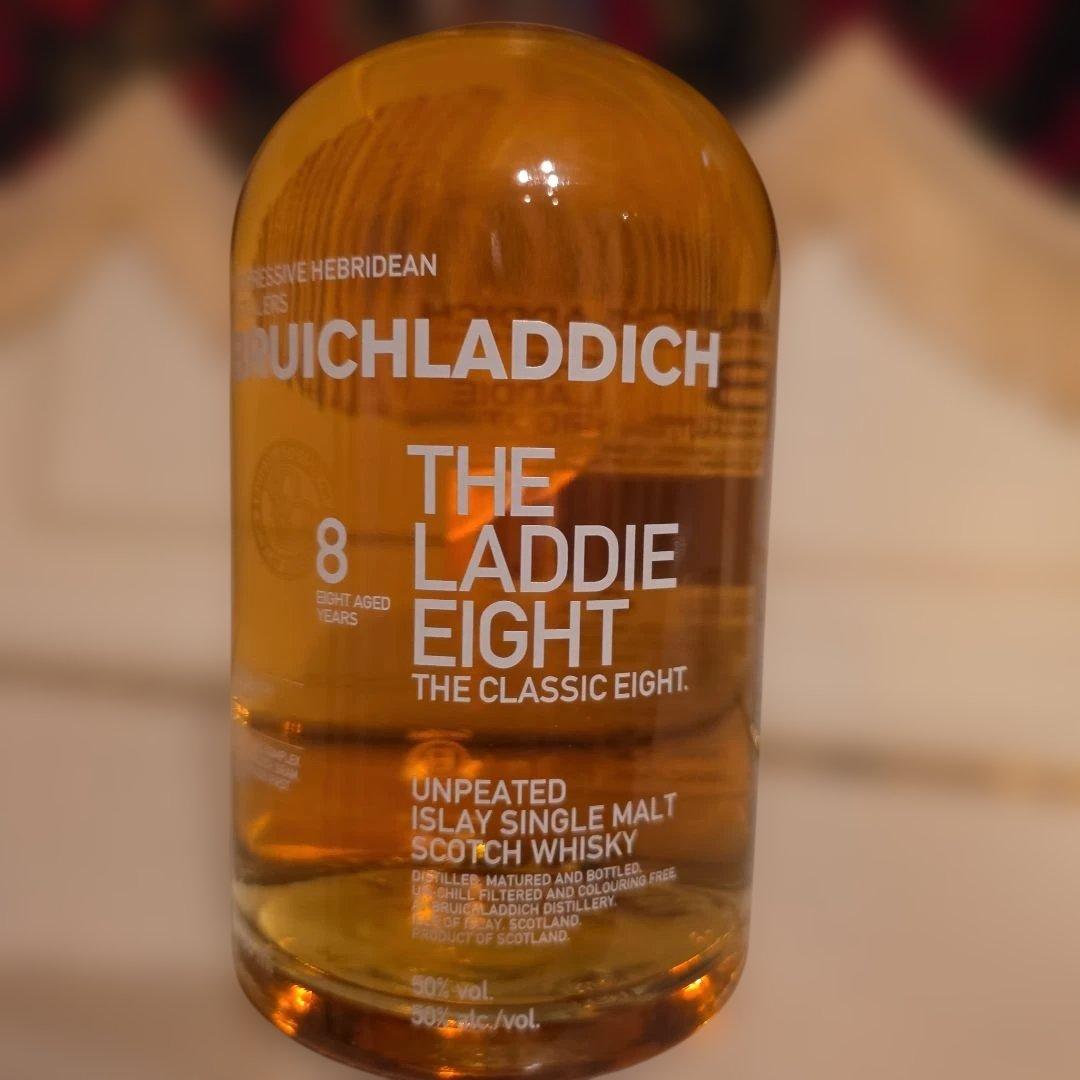 HEBRIDEAN
BRUICHLADDICH
THE
LADDIE
EIGHT
THE CLASSIC EIGHT.
8
EIGHT AGED
YEARS
UNPEATED
ISLAY SINGLE MALT
SCOTCH WHISKY
DISTILLED, MATURED AND BOTTLED.
UN-CHILL FILTERED AND COLOURING FREE.
AT BRUICHLADDICH DISTILLERY.
ISLE OF ISLAY. SCOTLAND.
PRODUCT OF SCOTLAND.
50% vol.
50% alc./vol.